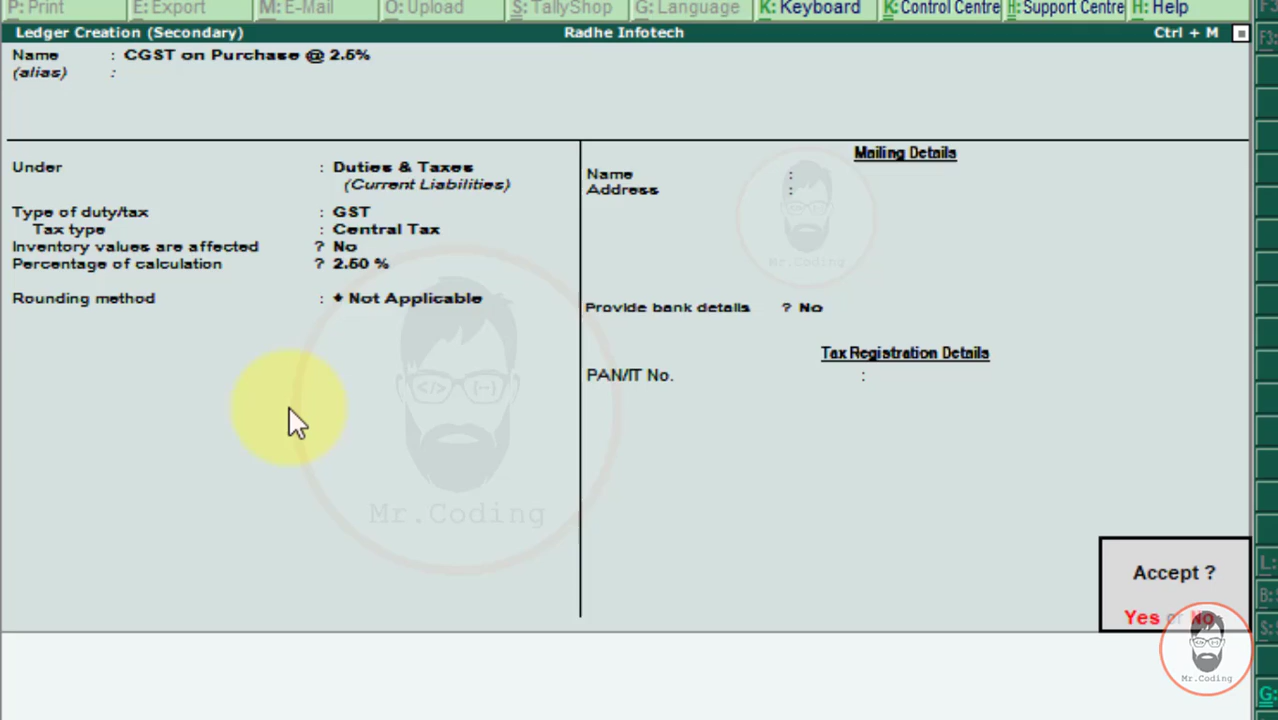 P: Print E: Export M: E-Mail O: Upload S: TallyShop G: Language K: Keyboard K: Control Centre H: Support Centre H: Help
Ledger Creation (Secondary) Radhe Infotech Ctrl + M
Name : CGST on Purchase @ 2.5%
(alias) :
Under : Duties & Taxes
(Current Liabilities)
Type of duty/tax : GST
Tax type : Central Tax
Inventory values are affected ? No
Percentage of calculation ? 2.50 %
Rounding method : ♦ Not Applicable
Mailing Details
Name :
Address :
Provide bank details ? No
Tax Registration Details
PAN/IT No. :
Accept ?
Yes or No
Mr.Coding